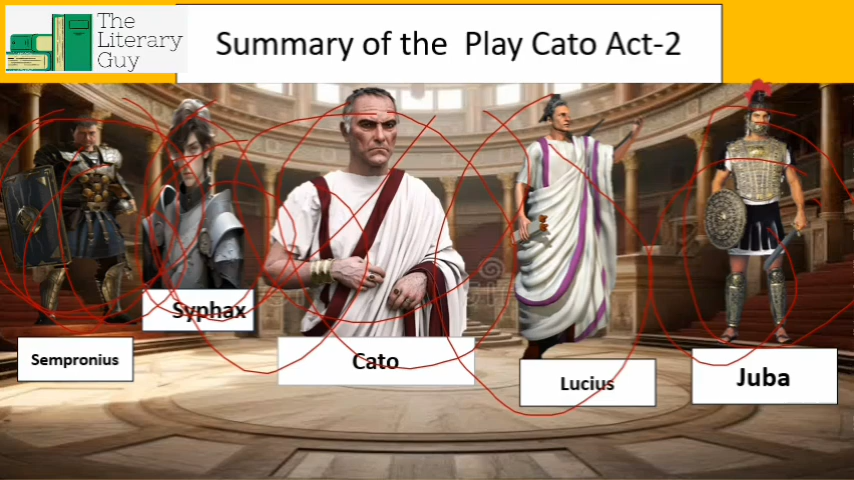 The
Literary
Guy
Summary of the Play Cato Act-2
Syphax
Sempronius
Cato
Lucius
Juba